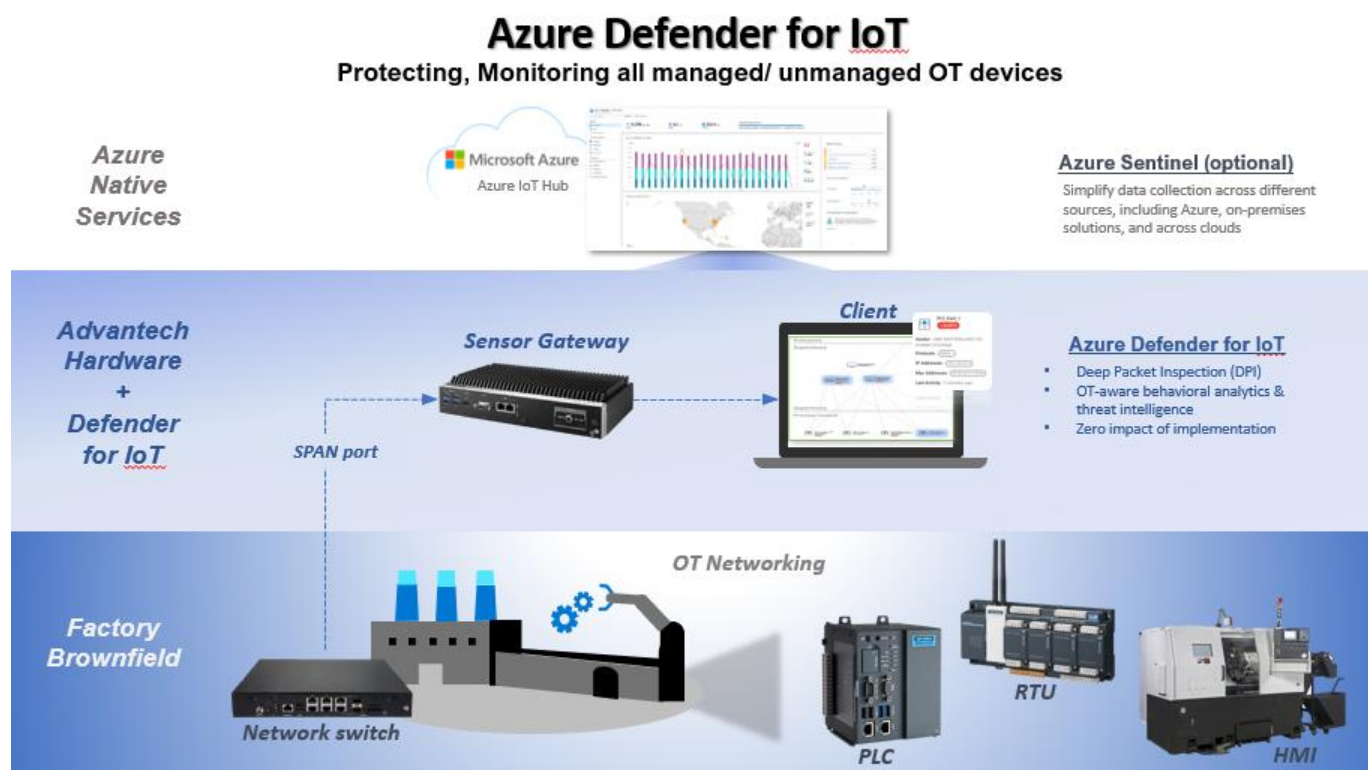 Azure Defender for IoT
Protecting, Monitoring all managed/ unmanaged OT devices
Azure
Native
Services
Microsoft Azure
Azure IoT Hub
Azure Sentinel (optional)
Simplify data collection across different
sources, including Azure, on-premises
solutions, and across clouds
Advantech
Hardware
+
Defender
for IoT
SPAN port
Sensor Gateway
Client
Azure Defender for IoT
▪ Deep Packet Inspection (DPI)
▪ OT-aware behavioral analytics &
threat intelligence
▪ Zero impact of implementation
Factory
Brownfield
OT Networking
Network switch
PLC
RTU
HMI